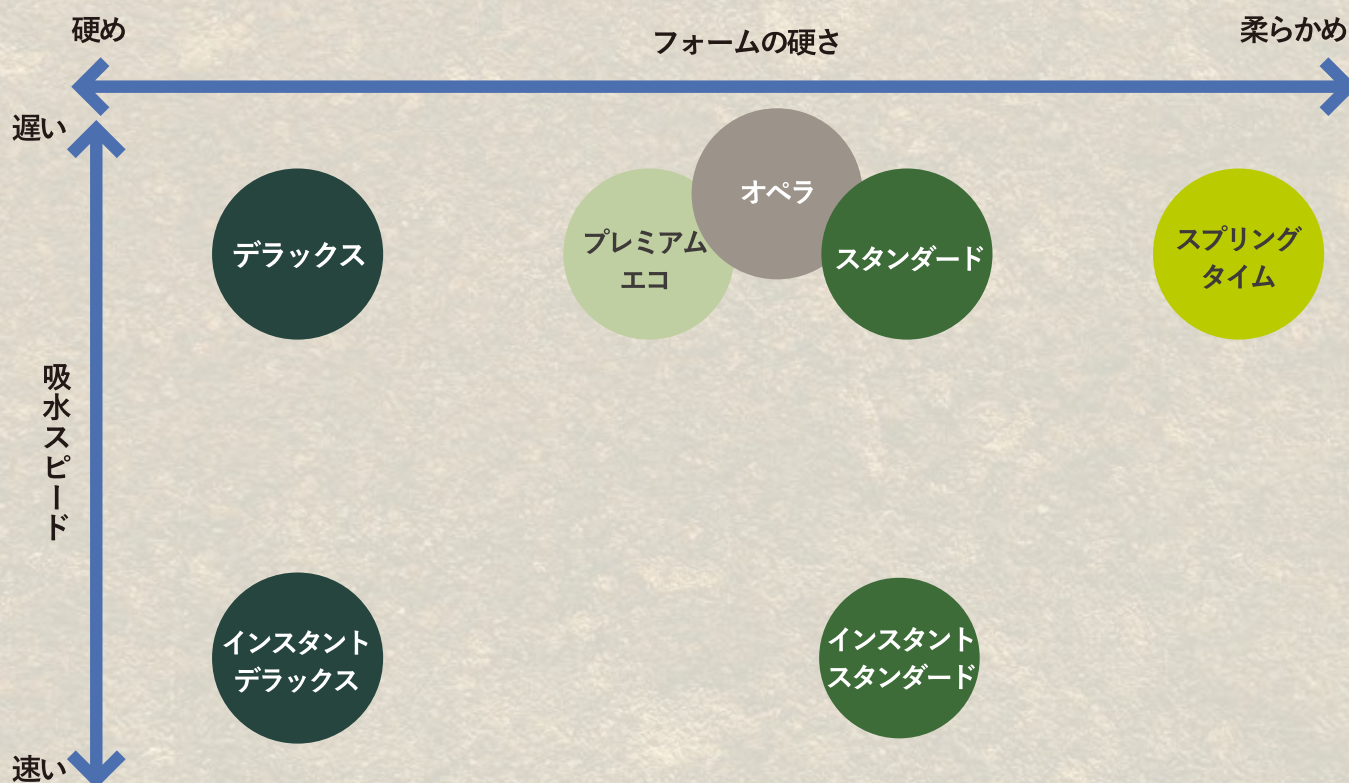 硬め
フォームの硬さ
柔らかめ
遅い
デラックス
プレミアム
エコ
オペラ
スタンダード
スプリング
タイム
吸水スピード
インスタント
デラックス
インスタント
スタンダード
速い